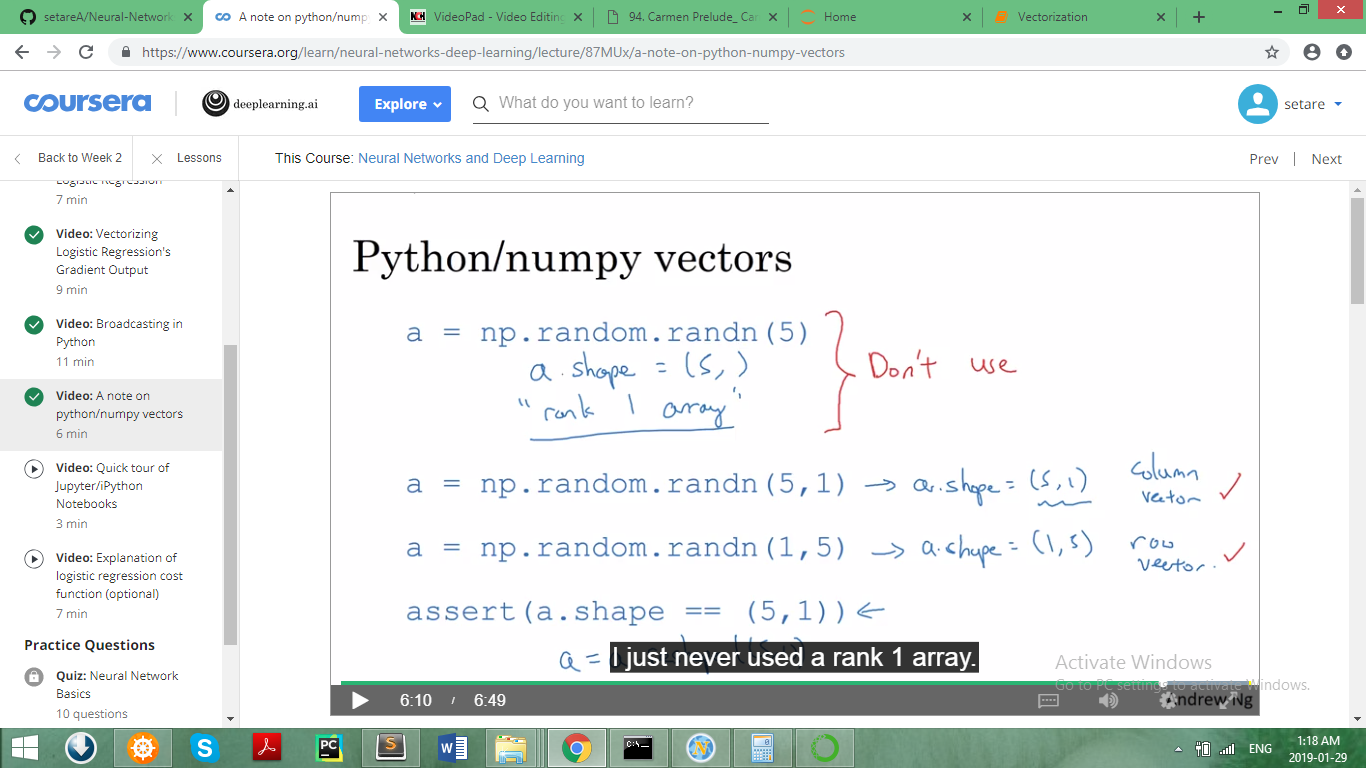 setareA/Neural-Network
A note on python/nump
VideoPad - Video Editing
94. Carmen Prelude_ Ca
Home
Vectorization
https://www.coursera.org/learn/neural-networks-deep-learning/lecture/87MUx/a-note-on-python-numpy-vectors
coursera
deeplearning.ai
Explore
What do you want to learn?
setare
Back to Week 2
Lessons
This Course: Neural Networks and Deep Learning
Prev | Next
Logistic Regression
7 min
Video: Vectorizing
Logistic Regression's
Gradient Output
9 min
Video: Broadcasting in
Python
11 min
Video: A note on
python/numpy vectors
6 min
Video: Quick tour of
Jupyter/iPython
Notebooks
3 min
Video: Explanation of
logistic regression cost
function (optional)
7 min
Practice Questions
Quiz: Neural Network
Basics
10 questions
Python/numpy vectors
a = np.random.randn(5)
a.shape = (5,)
"rank 1 array"
Don't use
a = np.random.randn(5,1) → a.shape = (5,1) column vector ✓
a = np.random.randn(1,5) → a.shape = (1,5) row vector. ✓
assert(a.shape == (5,1)) ←
a =
I just never used a rank 1 array.
6:10 / 6:49
Andrew Ng
Activate Windows
Go to PC settings to activate Windows.
ENG
1:18 AM
2019-01-29